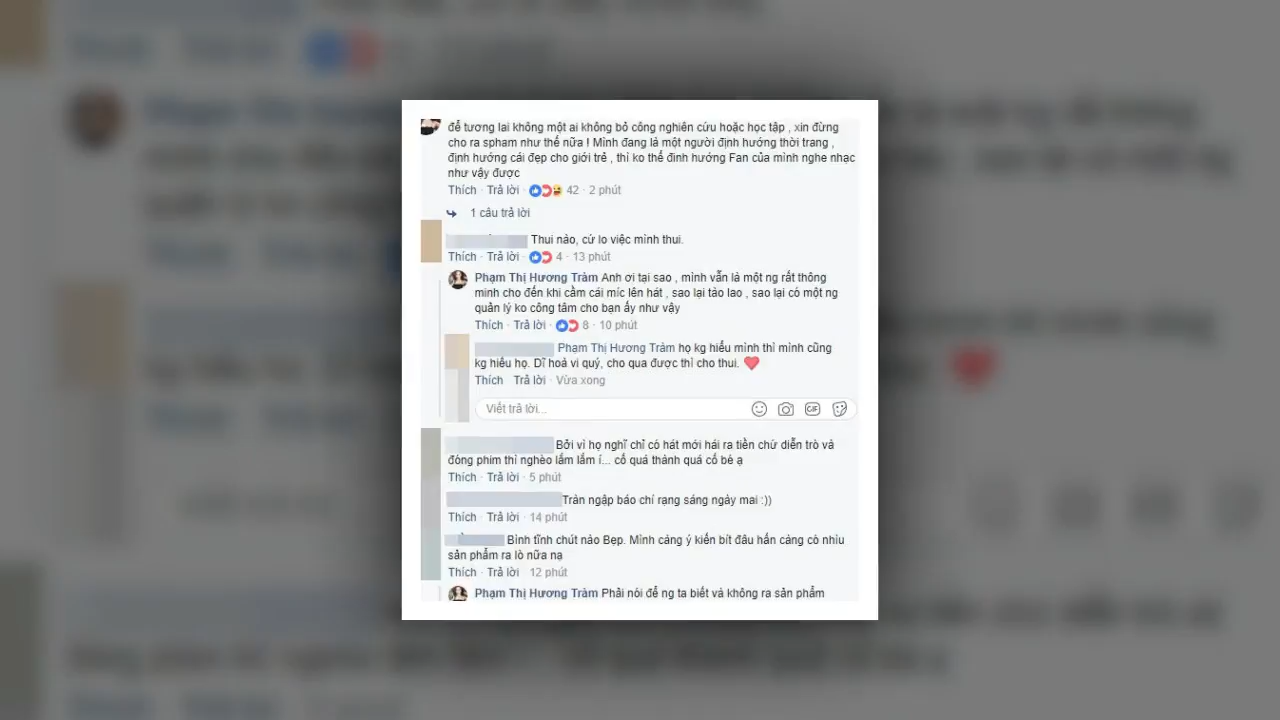 để tương lai không một ai không bỏ công nghiên cứu hoặc học tập , xin đừng
cho ra spham như thế nữa ! Mình đang là một người định hướng thời trang ,
định hướng cái đẹp cho giới trẻ , thì ko thể định hướng Fan của mình nghe nhạc
như vậy được
Thích · Trả lời · 42 · 2 phút
1 câu trả lời
Thui nào, cứ lo việc mình thui.
Thích · Trả lời · 4 · 13 phút
Phạm Thị Hương Tràm Anh ơi tại sao , mình vẫn là một ng rất thông
minh cho đến khi cầm cái míc lên hát , sao lại tào lao , sao lại có một ng
quản lý ko công tâm cho bạn ấy như vậy
Thích · Trả lời · 8 · 10 phút
Phạm Thị Hương Tràm họ kg hiểu mình thì mình cũng
kg hiểu họ. Dĩ hoà vi quý, cho qua được thì cho thui.
Thích Trả lời · Vừa xong
Viết trả lời...
GIF
Bởi vì họ nghĩ chỉ có hát mới hái ra tiền chứ diễn trò và
đóng phim thì nghèo lắm lắm í... cố quá thành quá cố bé ạ
Thích · Trả lời · 5 phút
Tràn ngập báo chí rạng sáng ngày mai :))
Thích · Trả lời · 14 phút
Bình tĩnh chút nào Bẹp. Mình càng ý kiến bít đâu hắn càng cò nhìu
sản phẩm ra lò nữa nạ
Thích · Trả lời 12 phút
Phạm Thị Hương Tràm Phải nói để ng ta biết và không ra sản phẩm